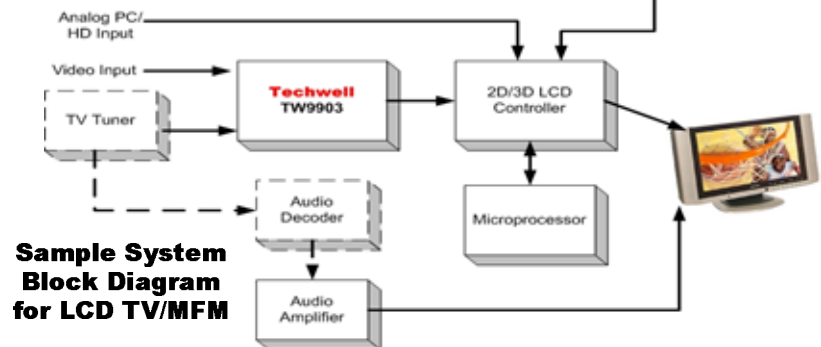 Analog PC/
HD Input
Video Input
TV Tuner
Techwell
TW9903
2D/3D LCD
Controller
Audio
Decoder
Microprocessor
Sample System
Block Diagram
for LCD TV/MFM
Audio
Amplifier